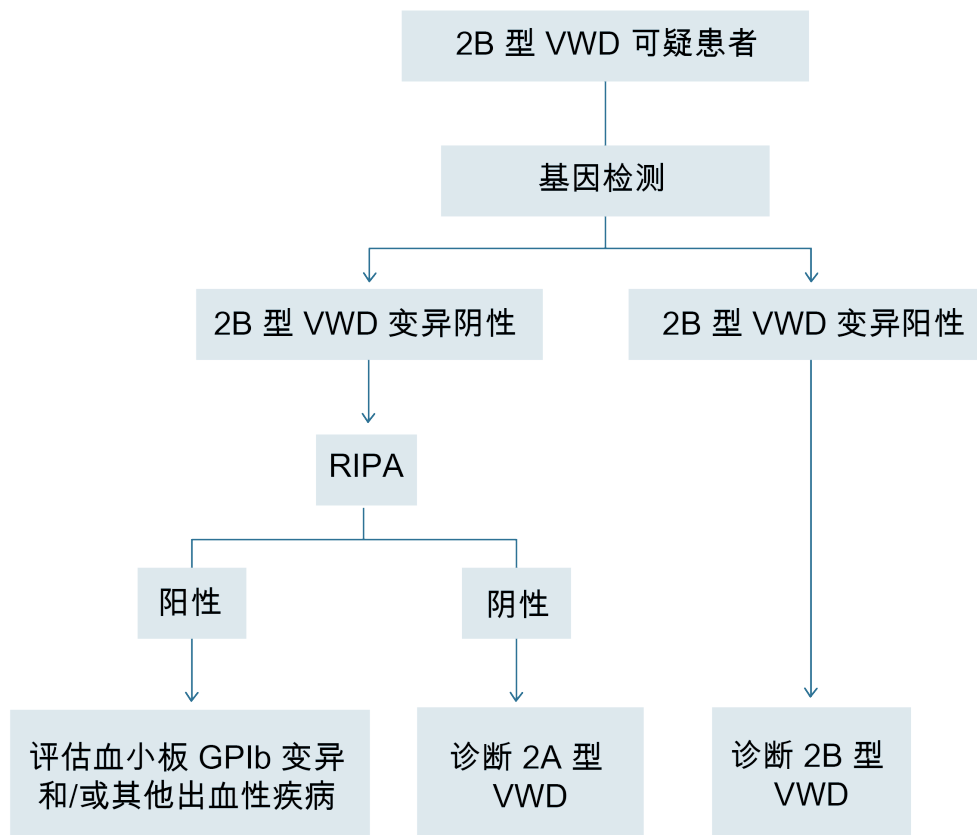 2B 型 VWD 可疑患者
基因检测
2B 型 VWD 变异阴性
2B 型 VWD 变异阳性
RIPA
阳性
阴性
评估血小板 GPIb 变异
和/或其他出血性疾病
诊断 2A 型
VWD
诊断 2B 型
VWD